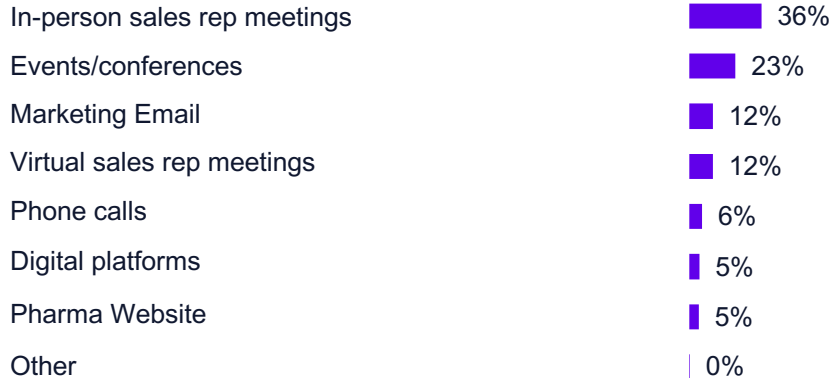 In-person sales rep meetings 36%
Events/conferences 23%
Marketing Email 12%
Virtual sales rep meetings 12%
Phone calls 6%
Digital platforms 5%
Pharma Website 5%
Other 0%